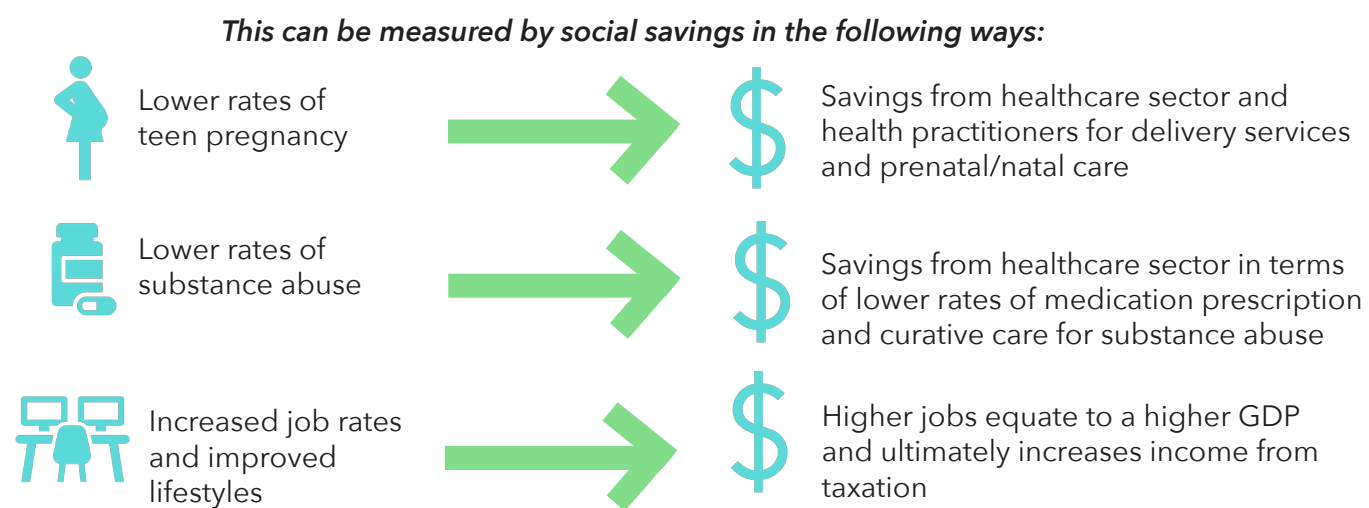 This can be measured by social savings in the following ways:
Lower rates of
teen pregnancy
Savings from healthcare sector and
health practitioners for delivery services
and prenatal/natal care
Lower rates of
substance abuse
Savings from healthcare sector in terms
of lower rates of medication prescription
and curative care for substance abuse
Increased job rates
and improved
lifestyles
Higher jobs equate to a higher GDP
and ultimately increases income from
taxation